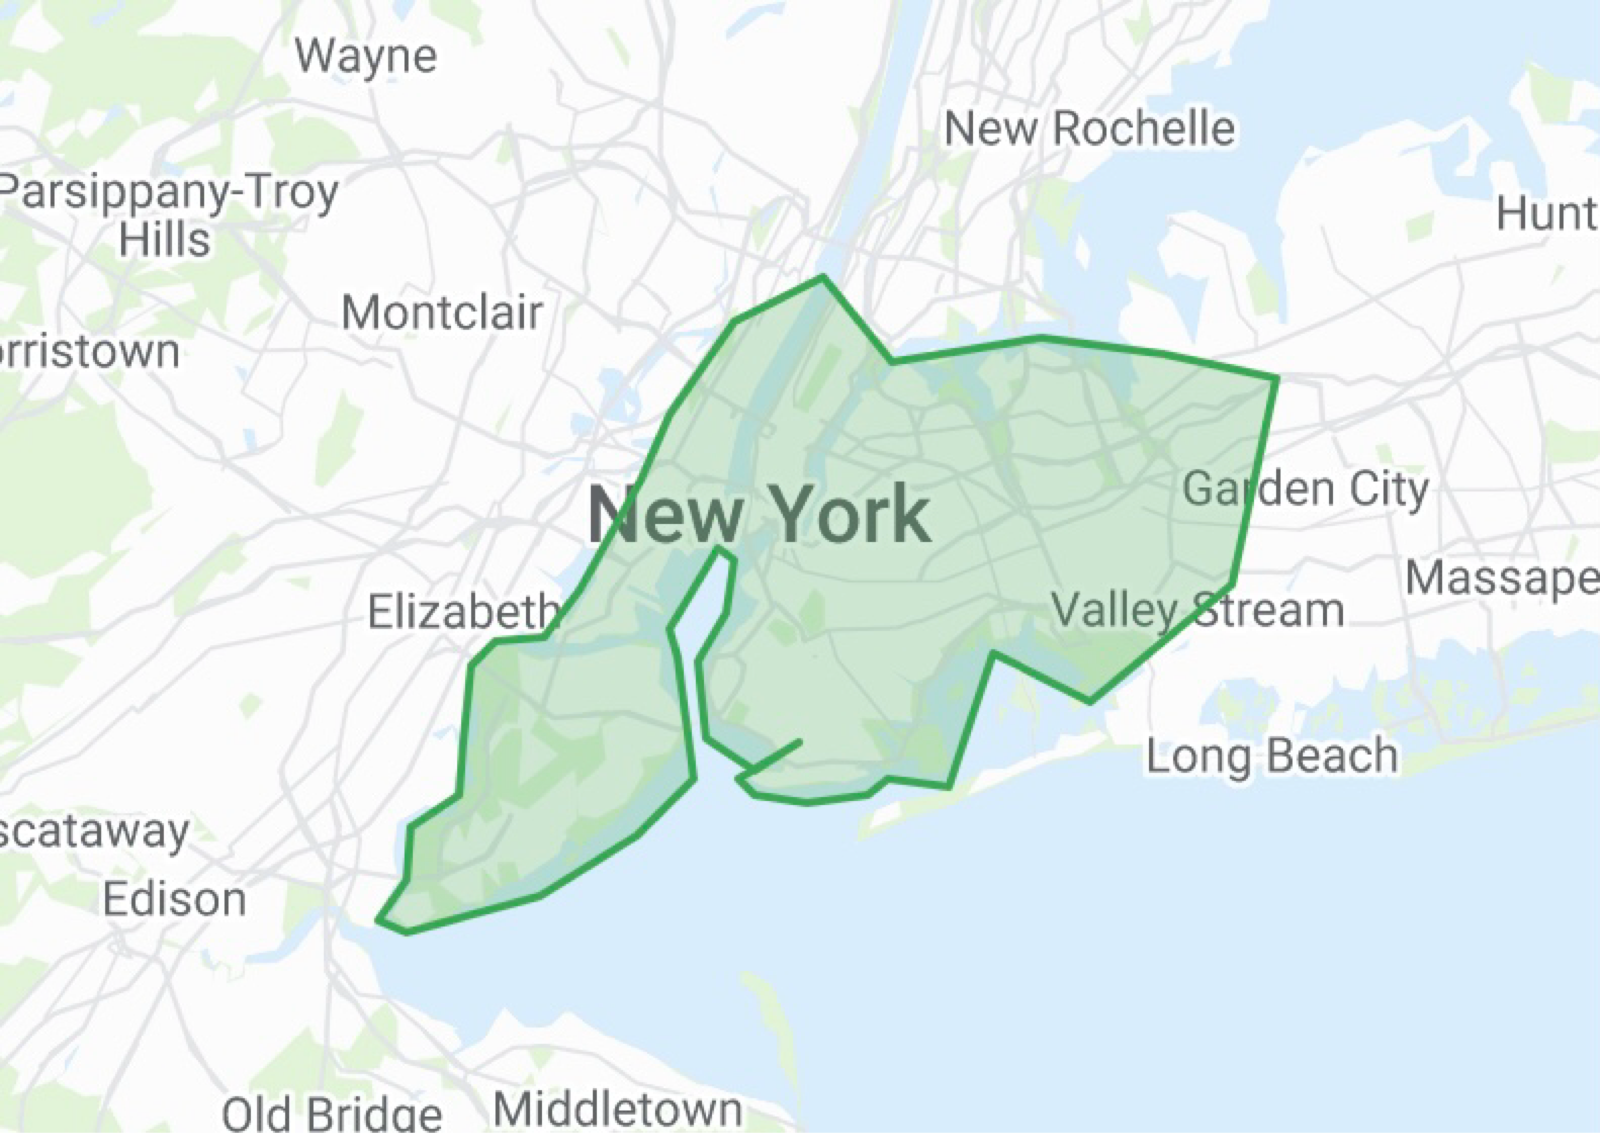 Wayne
New Rochelle
Parsippany-Troy
Hills
Hunt
Montclair
orristown
Garden City
New York
Massape
Elizabeth
Valley Stream
Long Beach
scataway
Edison
Old Bridge
Middletown